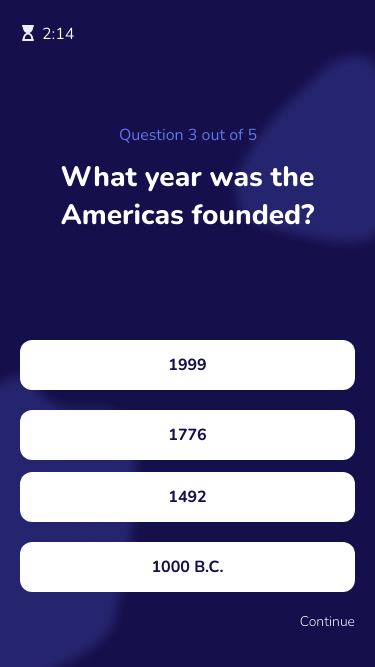 2:14
Question 3 out of 5
What year was the
Americas founded?
1999
1776
1492
1000 B.C.
Continue